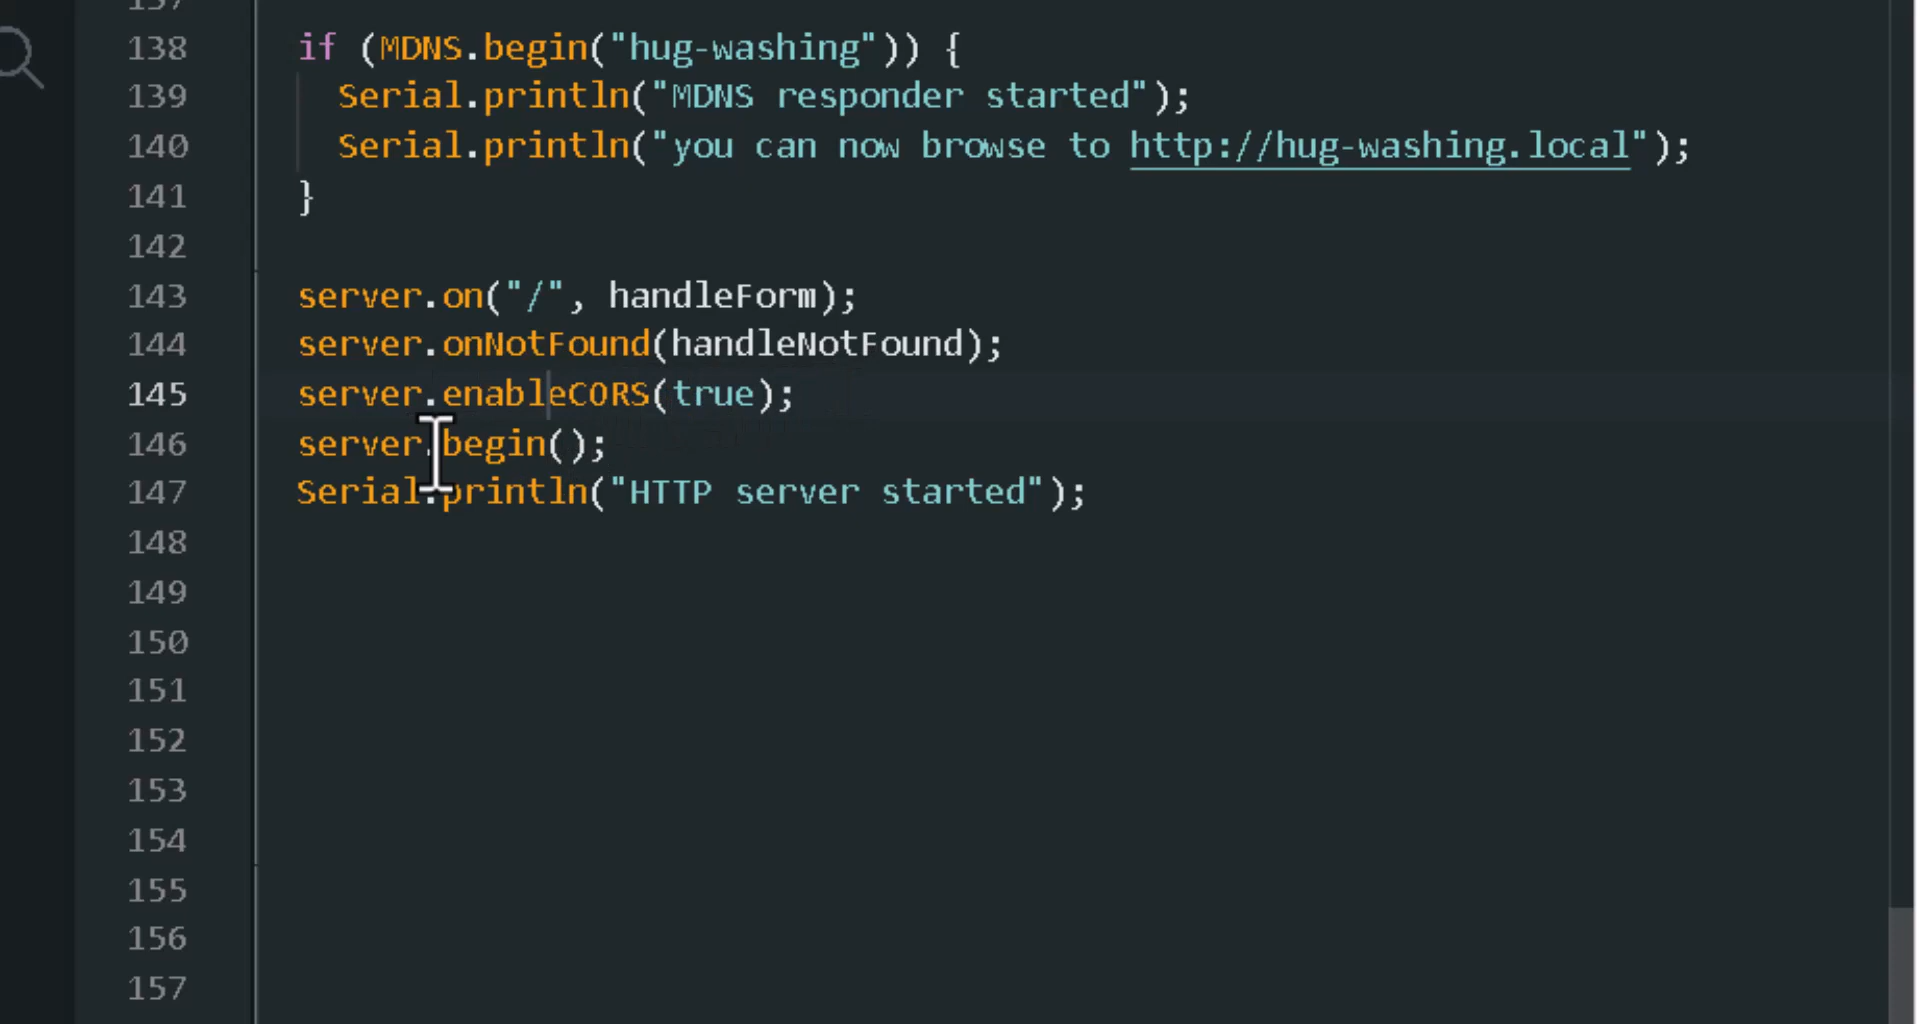 137
138 if (MDNS.begin("hug-washing")) {
139 Serial.println("MDNS responder started");
140 Serial.println("you can now browse to http://hug-washing.local");
141 }
142
143 server.on("/", handleForm);
144 server.onNotFound(handleNotFound);
145 server.enableCORS(true);
146 server.begin();
147 Serial.println("HTTP server started");
148
149
150
151
152
153
154
155
156
157